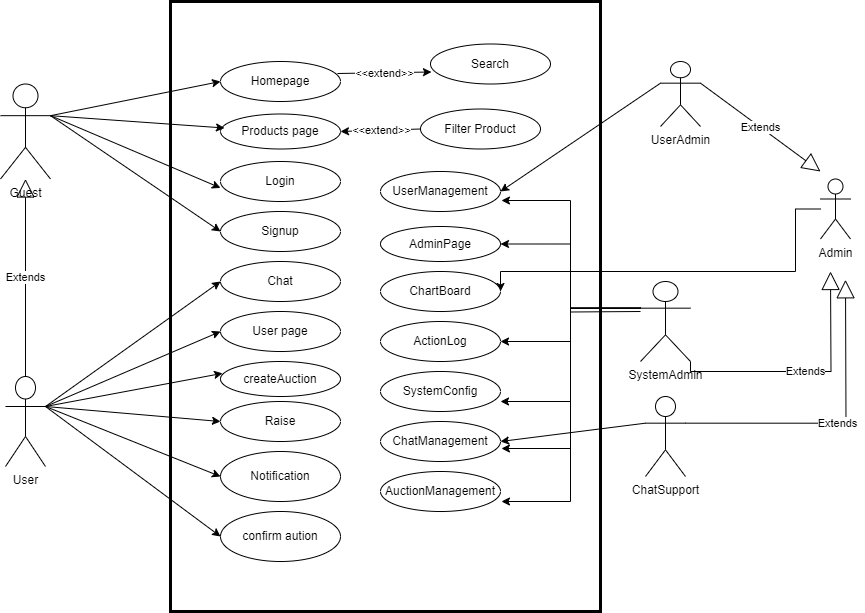 Homepage
<<extend>>
Search
Products page
<<extend>>
Filter Product
UserAdmin
Extends
Guest
Login
UserManagement
Signup
AdminPage
Admin
Extends
Chat
ChartBoard
User page
ActionLog
SystemAdmin
Extends
createAuction
SystemConfig
Raise
ChatManagement
Extends
User
Notification
AuctionManagement
ChatSupport
confirm aution